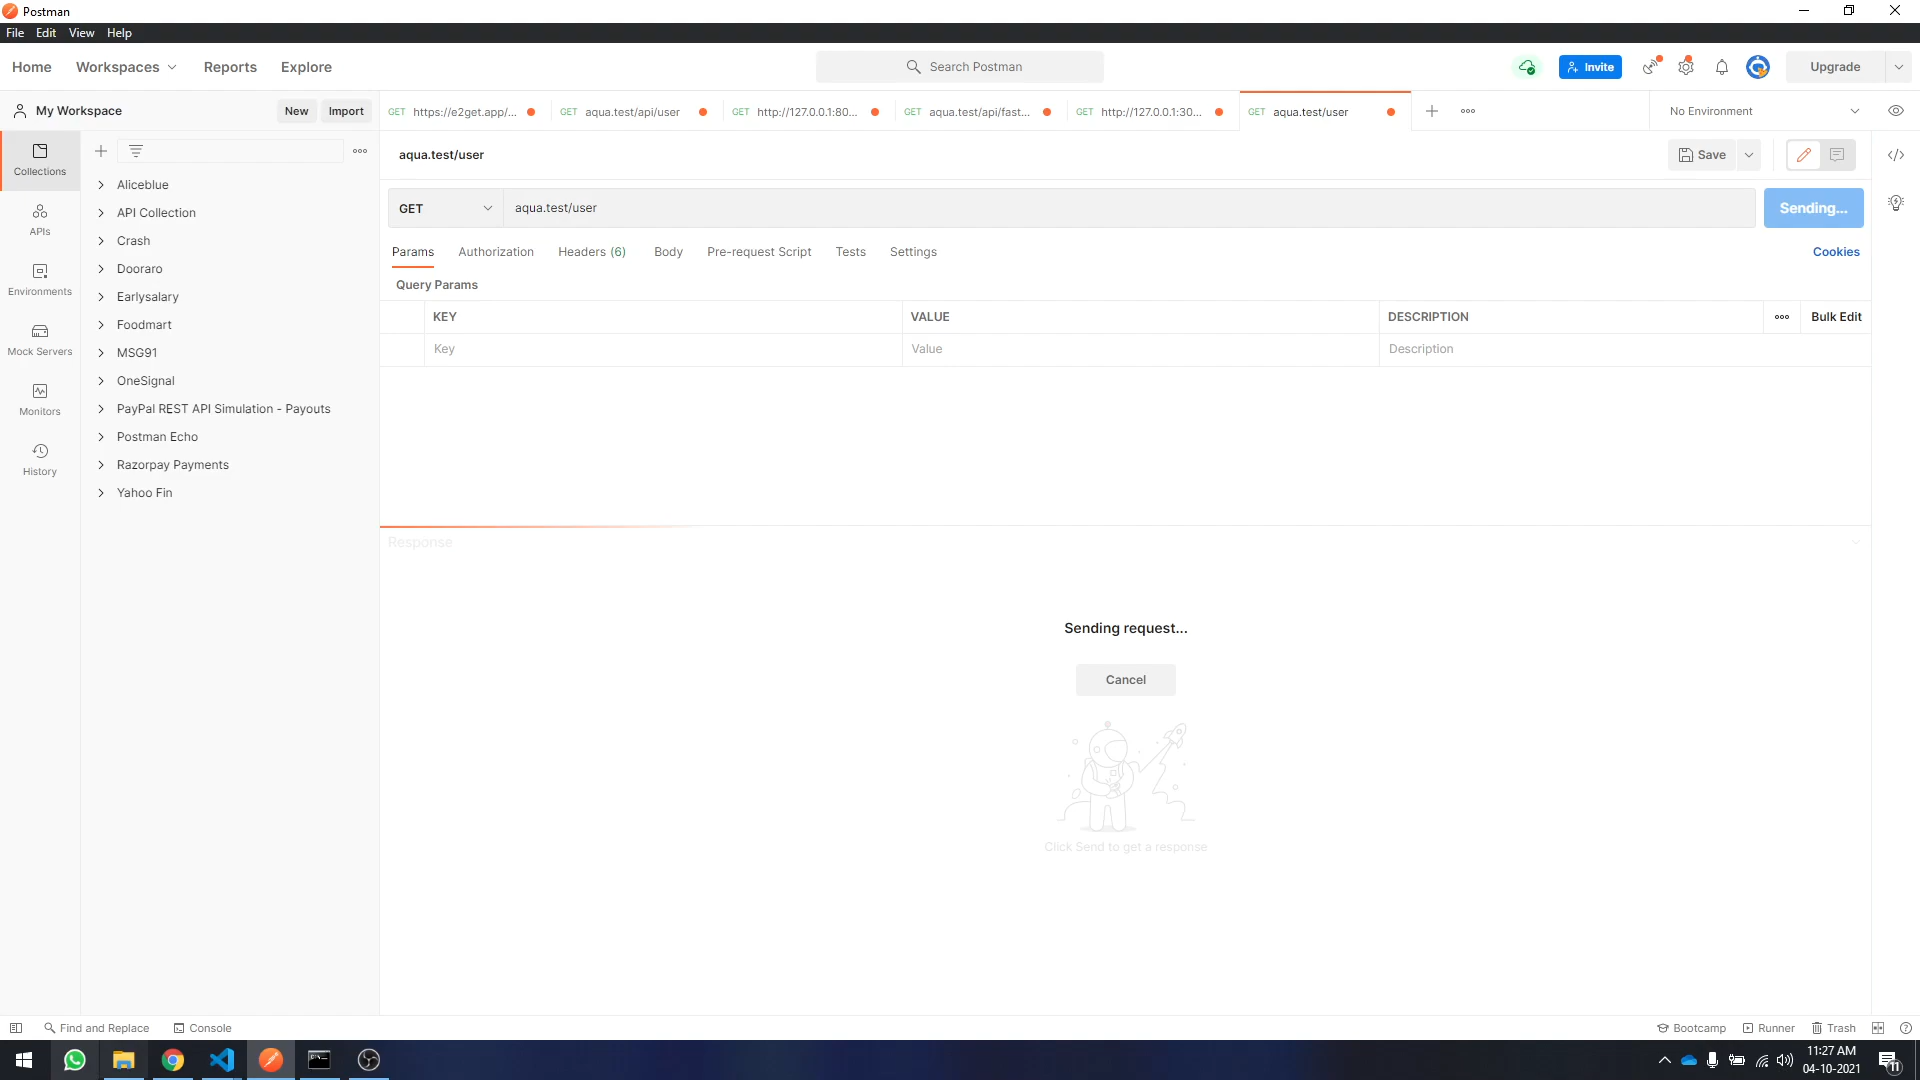 Postman
File Edit View Help
Home Workspaces Reports Explore Search Postman Invite Upgrade
My Workspace New Import GET https://e2get.app/... GET aqua.test/api/user GET http://127.0.0.1:80... GET aqua.test/api/fast... GET http://127.0.0.1:30... GET aqua.test/user No Environment
Collections
APIs
Environments
Mock Servers
Monitors
History
Aliceblue
API Collection
Crash
Dooraro
Earlysalary
Foodmart
MSG91
OneSignal
PayPal REST API Simulation - Payouts
Postman Echo
Razorpay Payments
Yahoo Fin
aqua.test/user Save
GET aqua.test/user Sending...
Params Authorization Headers (6) Body Pre-request Script Tests Settings Cookies
Query Params
KEY VALUE DESCRIPTION Bulk Edit
Key Value Description
Response
Sending request...
Cancel
Click Send to get a response
Find and Replace Console Bootcamp Runner Trash
11:27 AM
04-10-2021
11